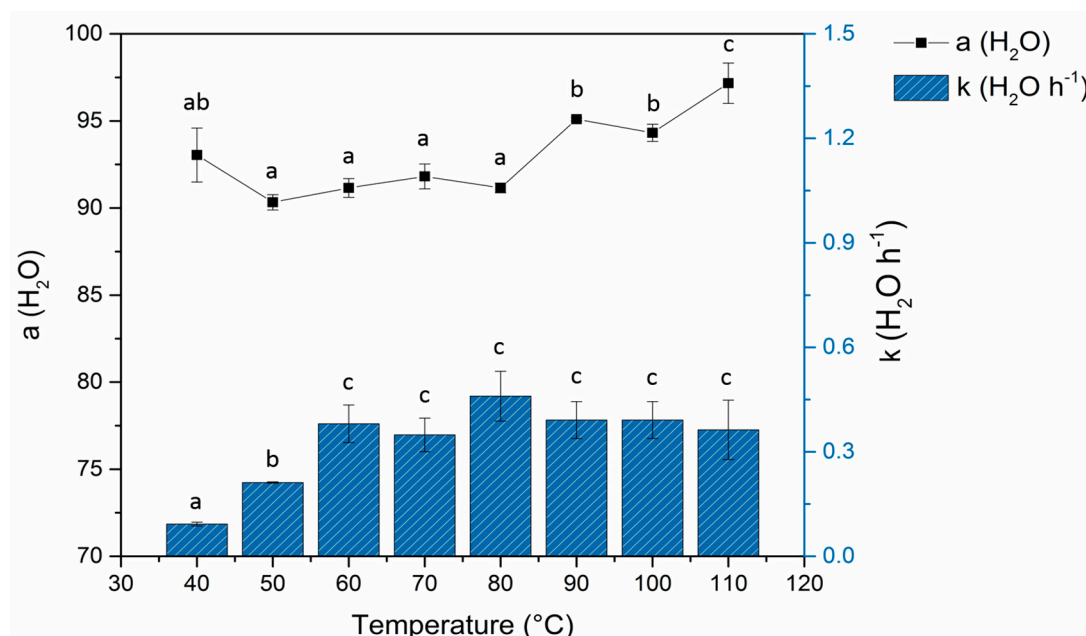 100
95
90
85
80
75
70
a (H₂O)
ab
a
a
a
a
b
b
c
a
b
c
c
c
c
c
c
30
40
50
60
70
80
90
100
110
120
Temperature (°C)
1.5
1.2
0.9
0.6
0.3
0.0
k (H₂O h⁻¹)
a (H₂O)
k (H₂O h⁻¹)